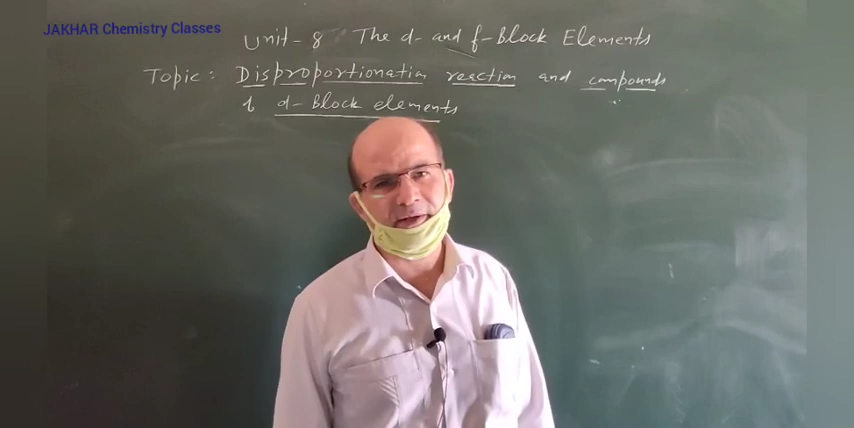 JAKHAR Chemistry Classes
Unit - 8 The d- and f-Block Elements
Topic : Disproportionation reaction and compounds
of d-Block elements